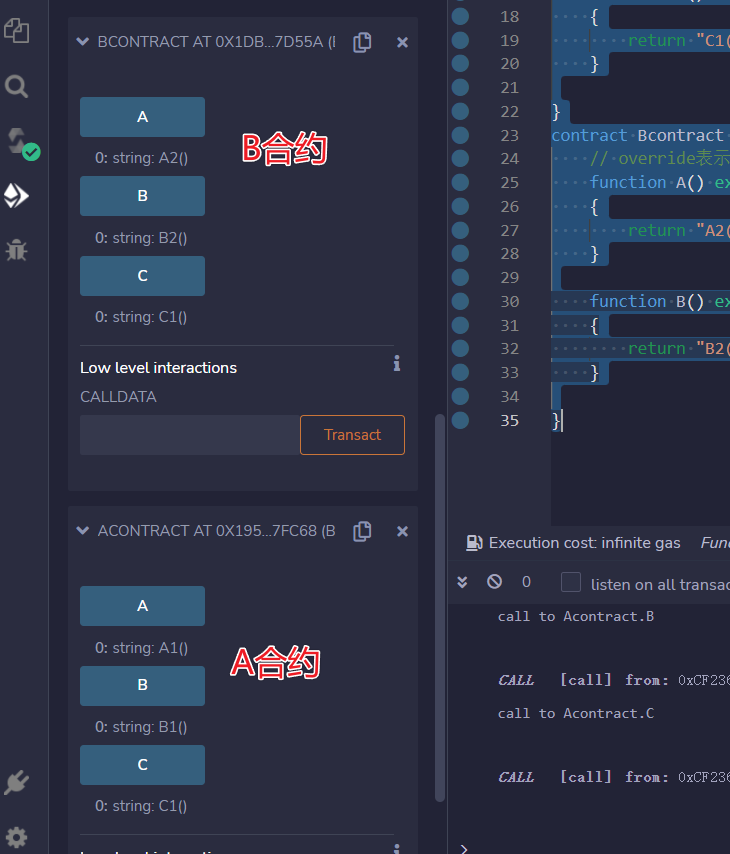 BCONTRACT AT 0X1DB...7D55A (I
A
0: string: A2()
B合约
B
0: string: B2()
C
0: string: C1()
Low level interactions
CALLDATA
Transact
ACONTRACT AT 0X195...7FC68 (B
A
0: string: A1()
A合约
B
0: string: B1()
C
0: string: C1()
18 {
19 return "C1(
20 }
21
22 }
23 contract Bcontract
24 // override表示
25 function A() ex
26 {
27 return "A2(
28 }
29
30 function B() ex
31 {
32 return "B2(
33 }
34
35 }
Execution cost: infinite gas Func
0 listen on all transac
call to Acontract.B
CALL [call] from: 0xCF236
call to Acontract.C
CALL [call] from: 0xCF236
>